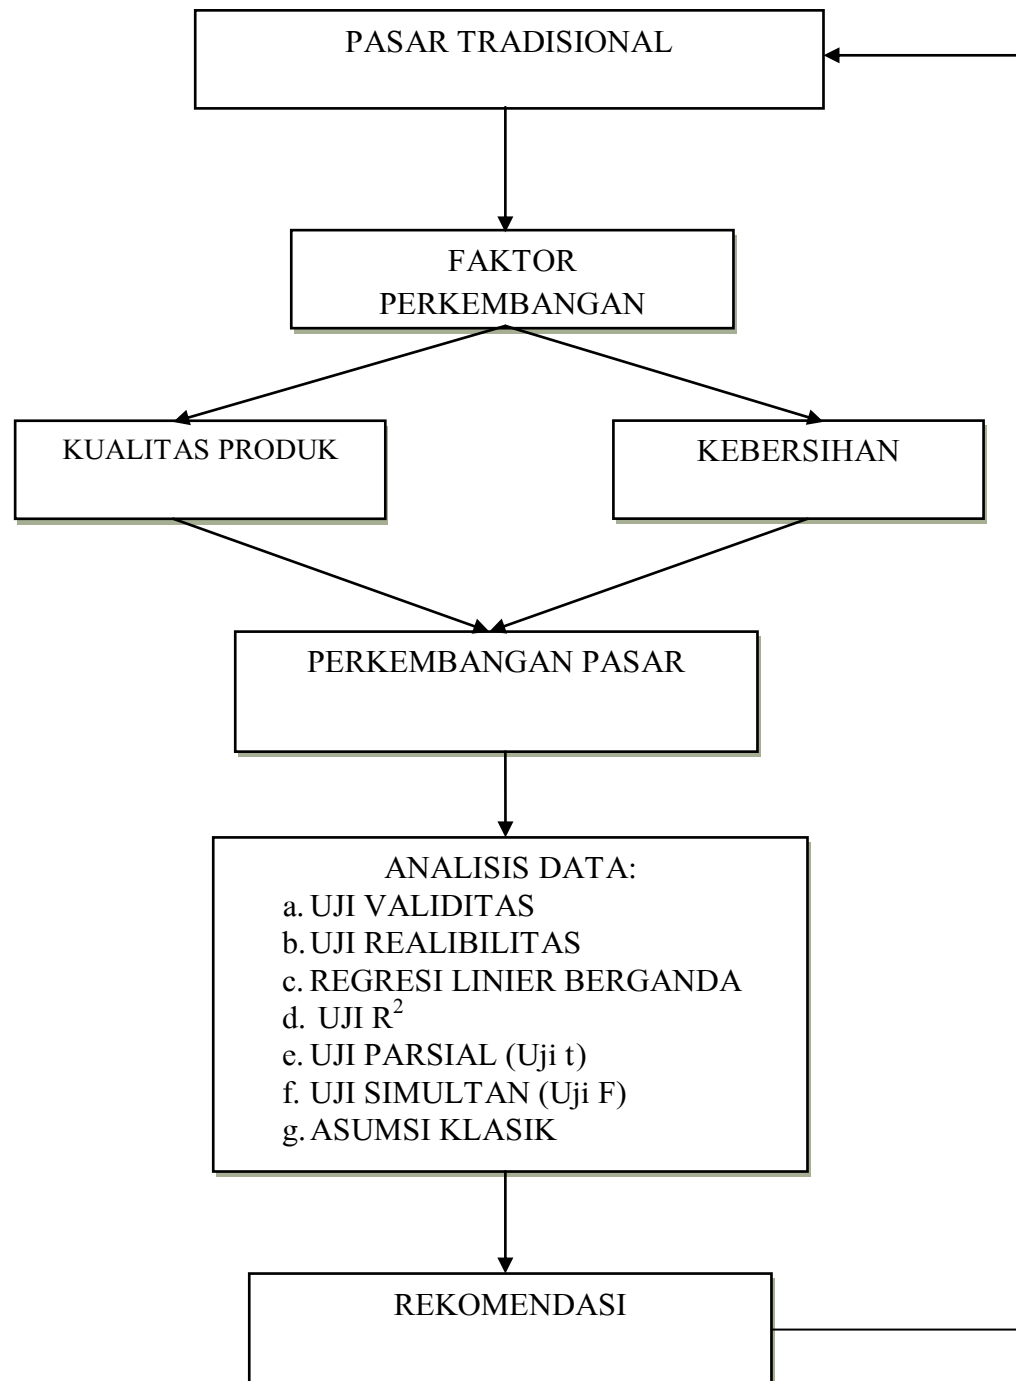 PASAR TRADISIONAL
FAKTOR
PERKEMBANGAN
KUALITAS PRODUK
KEBERSIHAN
PERKEMBANGAN PASAR
ANALISIS DATA:
a. UJI VALIDITAS
b. UJI REALIBILITAS
c. REGRESI LINIER BERGANDA
d. UJI R²
e. UJI PARSIAL (Uji t)
f. UJI SIMULTAN (Uji F)
g. ASUMSI KLASIK
REKOMENDASI